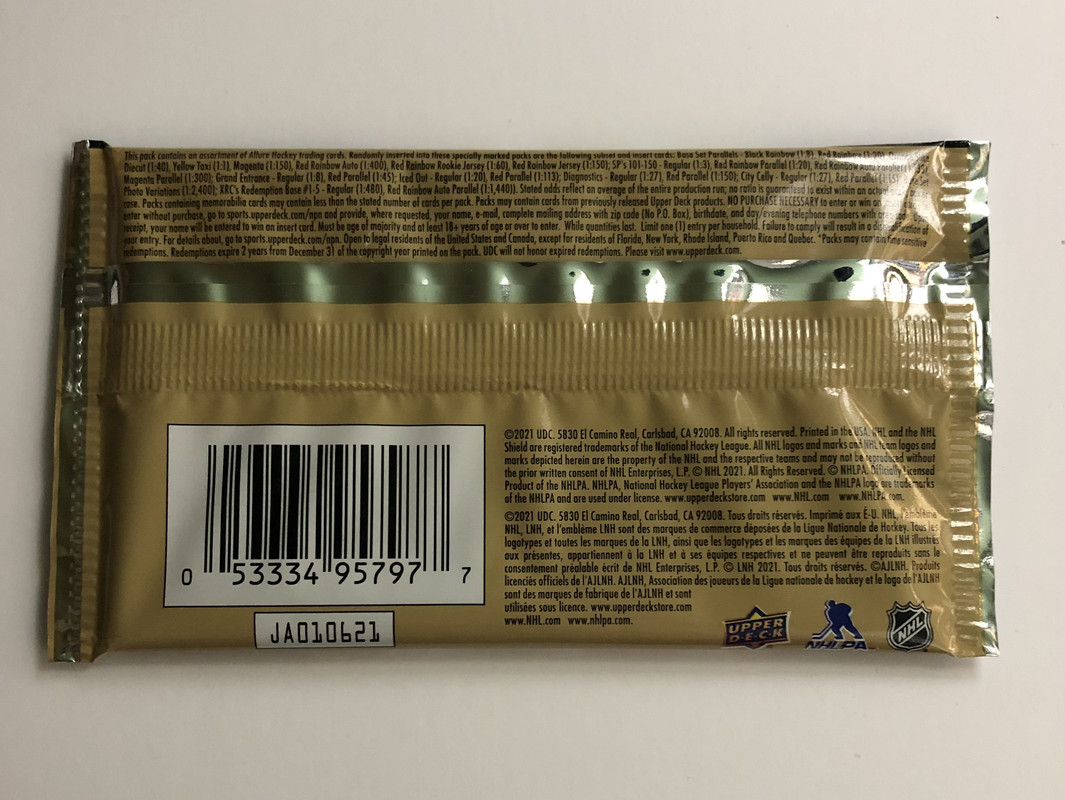 This pack contains an assortment of Allure Hockey trading cards. Randomly inserted into these specially marked packs are the following subset and insert cards: Base Set Parallels - Black Rainbow Red Rainbow
Diecut (1:40), Yellow Taxi (1:1), Magenta (1:150), Red Rainbow Auto (1:400), Red Rainbow Rookie Jersey (1:60), Red Rainbow Jersey (1:150); SP's 101-150 - Regular (1:3), Red Rainbow Parallel (1:20), Red
Magenta Parallel (1:300); Grand Entrance - Regular (1:8), Red Parallel (1:45); Iced Out - Regular (1:20), Red Parallel (1:113); Diagnostics - Regular (1:27), Red Parallel (1:150); City Celly - Regular (1:27), Red
Photo Variations (1:2,400); XRC's Redemption Base #1-5 - Regular (1:480), Red Rainbow Auto Parallel (1:1,440)). Stated odds reflect an average of the entire production run; no ratio is guaranteed to exist within an actual
case. Packs containing memorabilia cards may contain less than the stated number of cards per pack. Packs may contain cards from previously released Upper Deck products. NO PURCHASE NECESSARY to enter or win
enter without purchase, go to sports.upperdeck.com/npn and provide, where requested, your name, e-mail, complete mailing address with zip code (No P.O. Box), birthdate, and day/evening telephone numbers with
receipt, your name will be entered to win an insert card. Must be age of majority and at least 18+ years of age or over to enter. While quantities last. Limit one (1) entry per household. Failure to comply will result in a disqualification of
your entry. For details, go to sports.upperdeck.com/npn. Open to legal residents of the United States and Canada, except for residents of Florida, New York, Rhode Island, Puerto Rico and Quebec. *Packs may contain time sensitive
redemptions. Redemptions expire 2 years from December 31 of the copyright year printed on the pack. UDC will not honor expired redemptions. Please visit www.upperdeck.com.
0 53334 95797 7
JA010621
©2021 UDC. 5830 El Camino Real, Carlsbad, CA 92008. All rights reserved. Printed in the USA. NHL and the NHL
Shield are registered trademarks of the National Hockey League. All NHL logos and marks and NHL team logos and
marks depicted herein are the property of the NHL and the respective teams and may not be reproduced without
the prior written consent of NHL Enterprises, L.P. © NHL 2021. All Rights Reserved. © NHLPA. Officially Licensed
Product of the NHLPA. NHLPA, National Hockey League Players' Association and the NHLPA logo are trademarks
of the NHLPA and are used under license. www.upperdeckstore.com www.NHL.com www.NHLPA.com.
©2021 UDC. 5830 El Camino Real, Carlsbad, CA 92008. Tous droits réservés. Imprimé aux É-U. NHL, l'emblème
NHL, LNH, et l'emblème LNH sont des marques de commerce déposées de la Ligue Nationale de Hockey. Tous les
logotypes et toutes les marques de la LNH, ainsi que les logotypes et les marques des équipes de la LNH illustrés
aux présentes, appartiennent à la LNH et à ses équipes respectives et ne peuvent être reproduits sans le
consentement préalable écrit de NHL Enterprises, L.P. © LNH 2021. Tous droits réservés. ©AJLNH. Produits
licenciés officiels de l'AJLNH. AJLNH, Association des joueurs de la Ligue nationale de hockey et le logo de l'AJLNH
sont des marques de fabrique de l'AJLNH et sont
utilisées sous licence. www.upperdeckstore.com
www.NHL.com www.nhlpa.com.
UPPER DECK
NHLPA
NHL